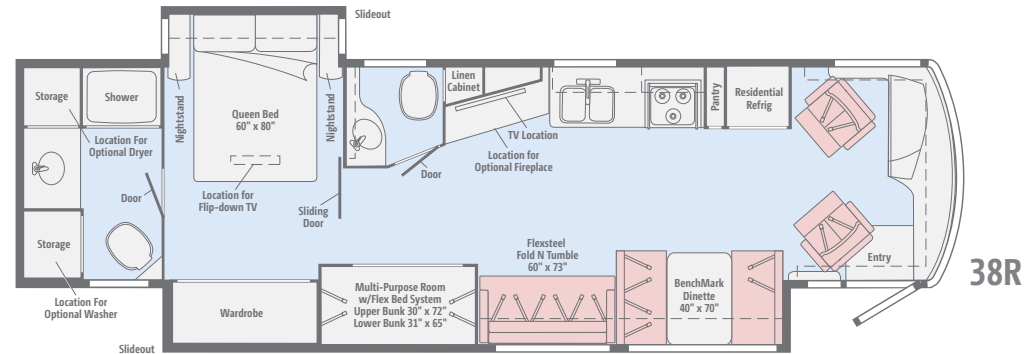 Slideout
Storage
Shower
Nightstand
Queen Bed
60" x 80"
Nightstand
Linen
Cabinet
Pantry
Residential
Refrig
Location For
Optional Dryer
TV Location
Location for
Optional Fireplace
Door
Door
Location for
Flip-down TV
Sliding
Door
Storage
Flexsteel
Fold N Tumble
60" x 73"
Entry
38R
Multi-Purpose Room
w/Flex Bed System
Upper Bunk 30" x 72"
Lower Bunk 31" x 65"
BenchMark
Dinette
40" x 70"
Location For
Optional Washer
Wardrobe
Slideout